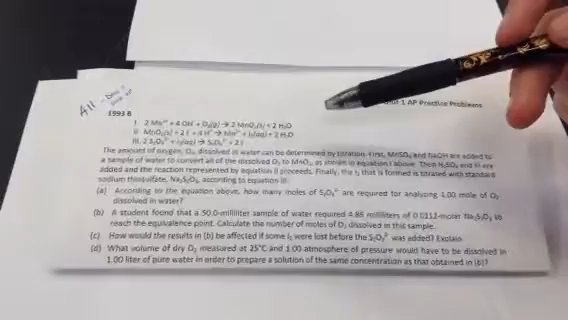 All
Unit 1 AP Practice Problems
1993 B
I. 2 Mn²⁺ + 4 OH⁻ + O₂(g) → 2 MnO₂(s) + 2 H₂O
II. MnO₂(s) + 2 I⁻ + 4 H⁺ → Mn²⁺ + I₂(aq) + 2 H₂O
III. 2 S₂O₃²⁻ + I₂(aq) → S₄O₆²⁻ + 2 I⁻
The amount of oxygen, O₂, dissolved in water can be determined by titration. First, MnSO₄ and NaOH are added to
a sample of water to convert all of the dissolved O₂ to MnO₂, as shown in equation I above. Then H₂SO₄ and KI are
added and the reaction represented by equation II proceeds. Finally, the I₂ that is formed is titrated with standard
sodium thiosulfate, Na₂S₂O₃, according to equation III.
(a) According to the equation above, how many moles of S₂O₃²⁻ are required for analyzing 1.00 mole of O₂
dissolved in water?
(b) A student found that a 50.0-milliliter sample of water required 4.86 milliliters of 0.0112-molar Na₂S₂O₃ to
reach the equivalence point. Calculate the number of moles of O₂ dissolved in this sample.
(c) How would the results in (b) be affected if some I₂ were lost before the S₂O₃²⁻ was added? Explain.
(d) What volume of dry O₂ measured at 25°C and 1.00 atmosphere of pressure would have to be dissolved in
1.00 liter of pure water in order to prepare a solution of the same concentration as that obtained in (b)?